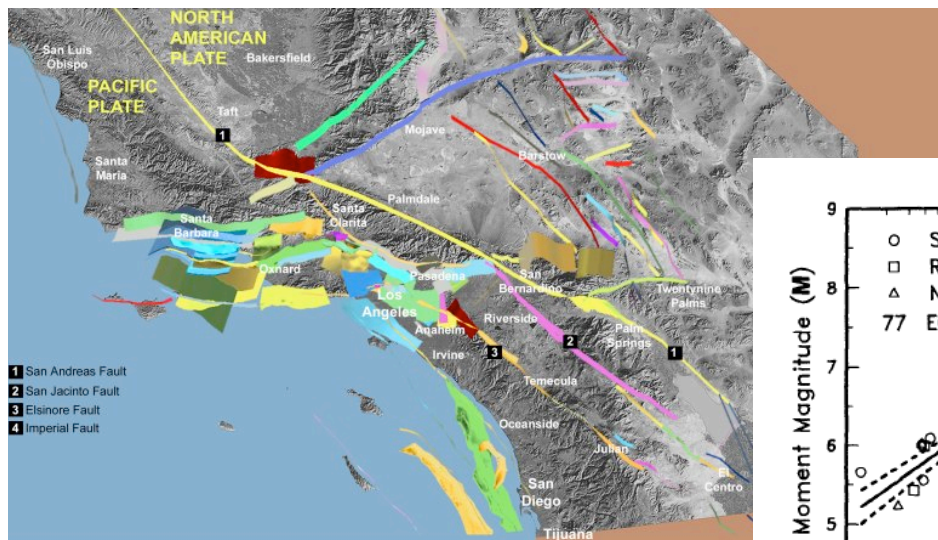 NORTH
AMERICAN
PLATE
San Luis
Obispo
Bakersfield
PACIFIC
PLATE
Taft
1
Mojave
Santa
Maria
Barstow
Palmdale
Santa
Clarita
Santa
Barbara
Oxnard
Pasadena
San
Bernardino
Twentynine
Palms
Los
Angeles
Riverside
Anaheim
Palm
Springs
Irvine
3
2
1
Temecula
1 San Andreas Fault
2 San Jacinto Fault
3 Elsinore Fault
4 Imperial Fault
Oceanside
Julian
El
Centro
San
Diego
Tijuana
Moment Magnitude (M)
9
8
7
6
5
S
R
N
77 E